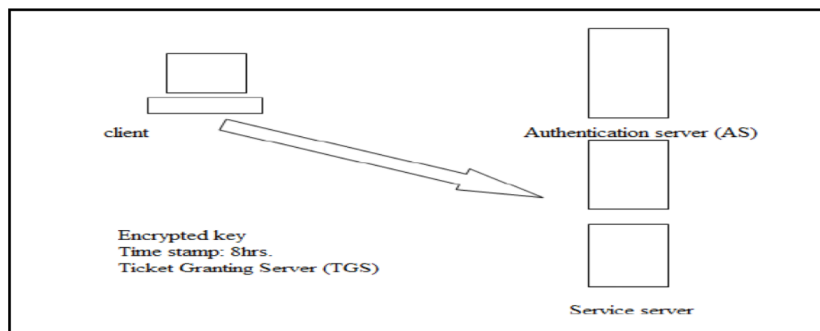 client
Authentication server (AS)
Encrypted key
Time stamp: 8hrs.
Ticket Granting Server (TGS)
Service server